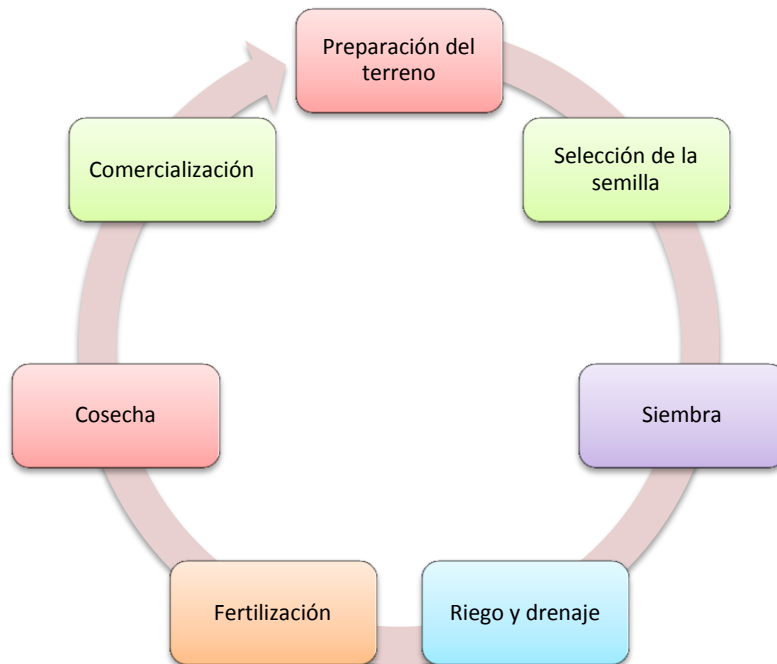 Preparación del
terreno
Selección de la
semilla
Siembra
Riego y drenaje
Fertilización
Cosecha
Comercialización